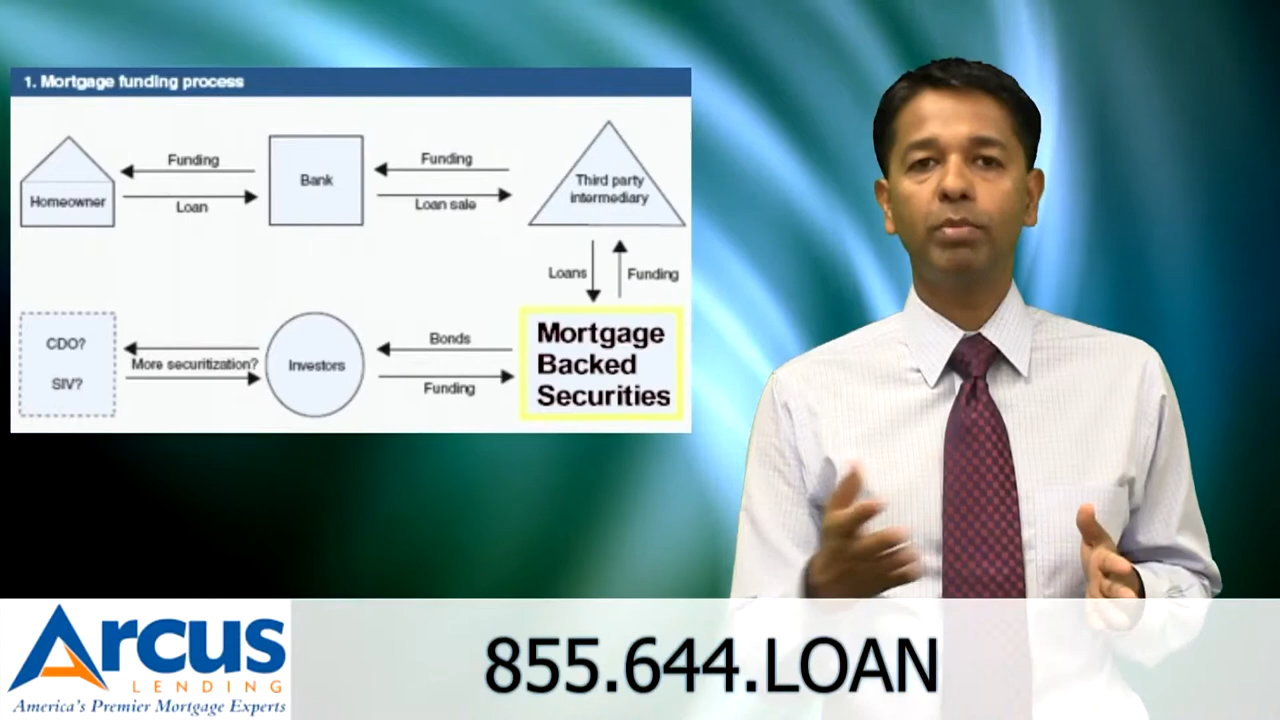 1. Mortgage funding process
Funding
Funding
Homeowner
Bank
Third party
intermediary
Loan
Loan sale
Loans
Funding
CDO?
SIV?
More securitization?
Investors
Bonds
Funding
Mortgage
Backed
Securities
Arcus
LENDING
America's Premier Mortgage Experts
855.644.LOAN